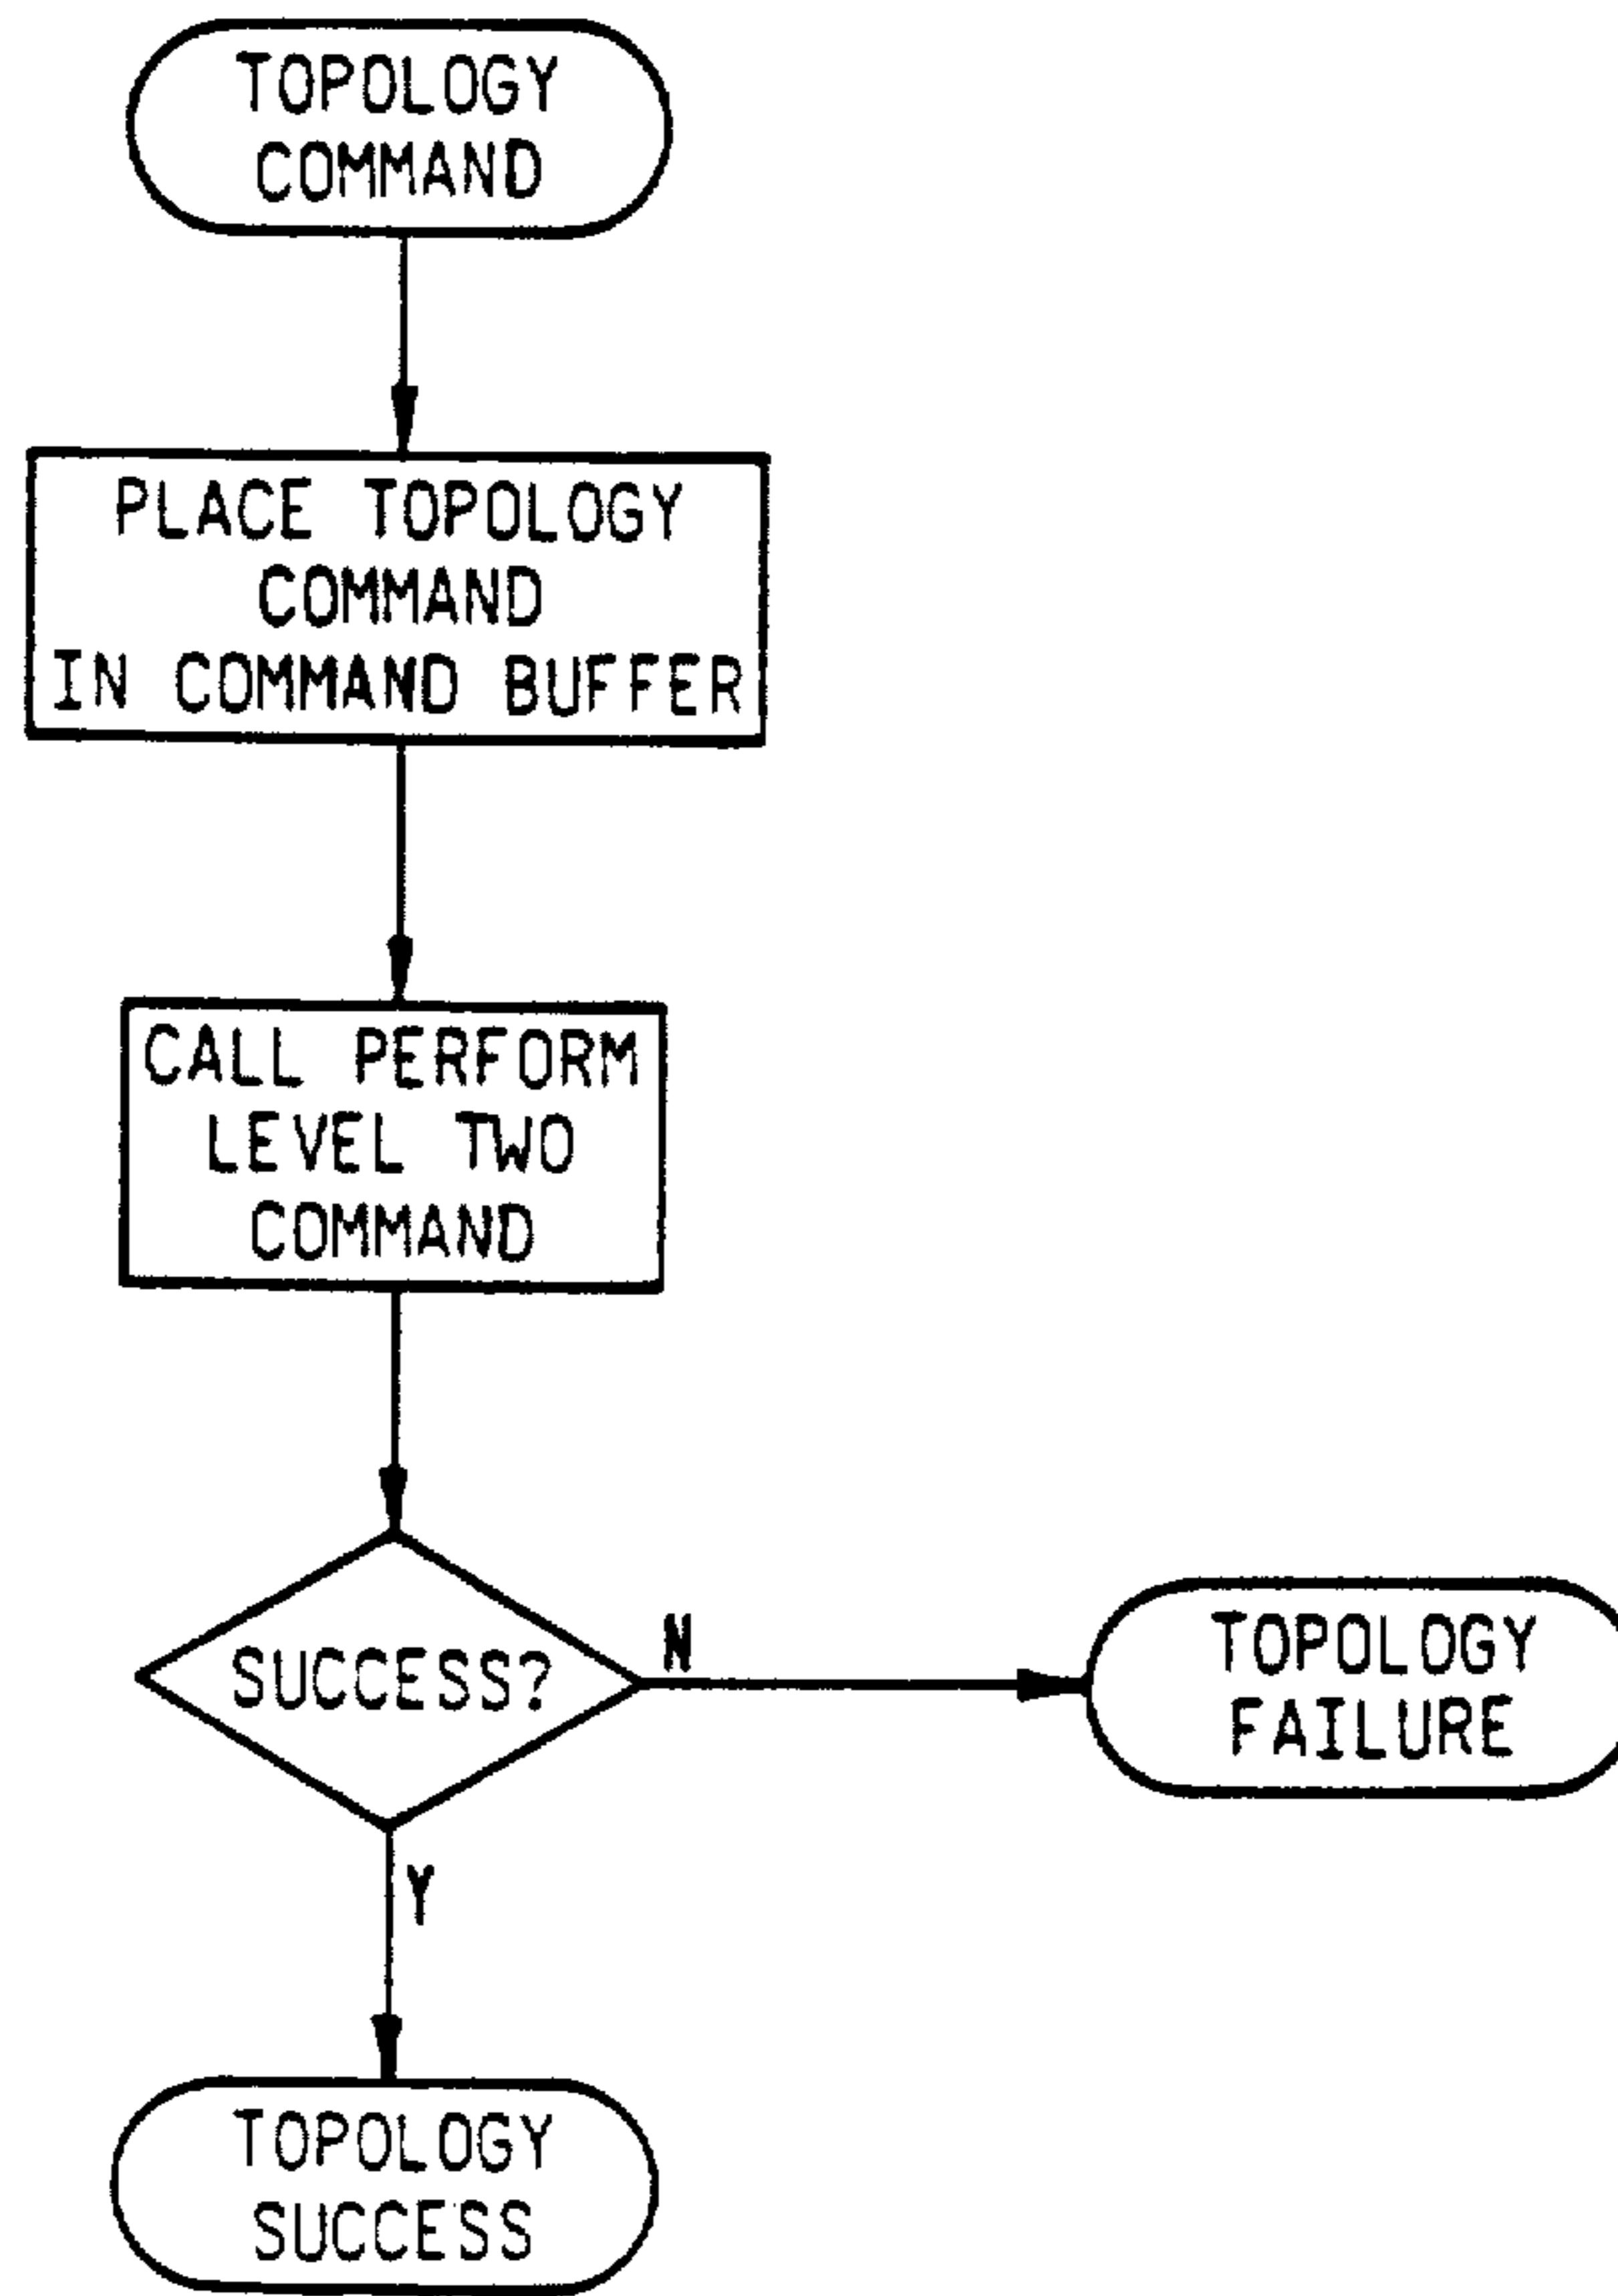 TOPOLOGY
COMMAND
PLACE TOPOLOGY
COMMAND
IN COMMAND BUFFER
CALL PERFORM
LEVEL TWO
COMMAND
SUCCESS?
N
TOPOLOGY
FAILURE
Y
TOPOLOGY
SUCCESS